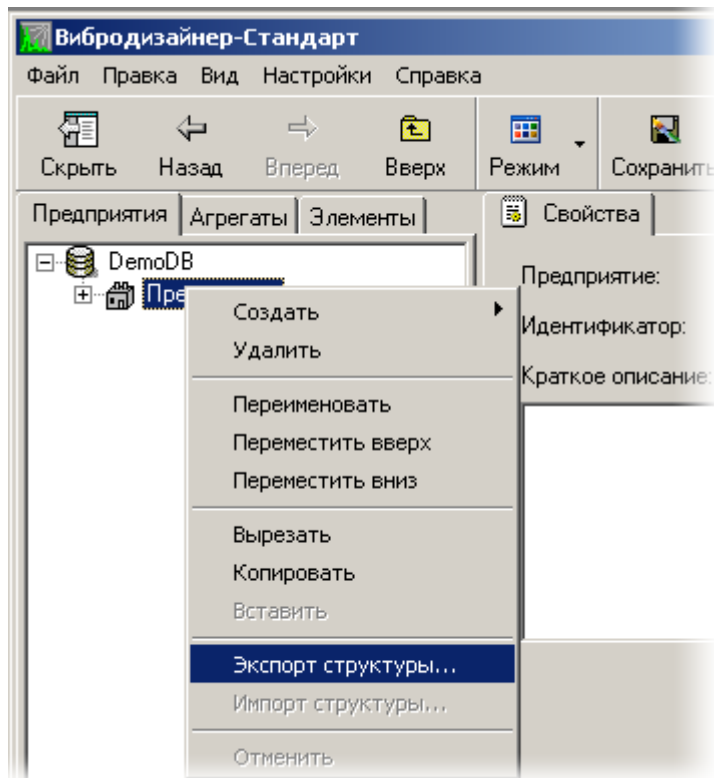 Вибродизайнер-Стандарт
Файл Правка Вид Настройки Справка
Скрыть Назад Вперед Вверх Режим Сохранить
Предприятия Агрегаты Элементы Свойства
DemoDB
Предприятие:
Идентификатор:
Краткое описание:
Создать
Удалить
Переименовать
Переместить вверх
Переместить вниз
Вырезать
Копировать
Вставить
Экспорт структуры...
Импорт структуры...
Отменить